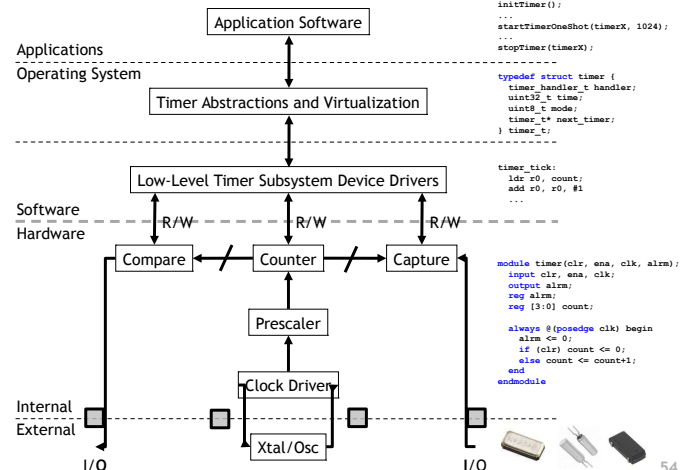 Application Software
Applications
Operating System
Timer Abstractions and Virtualization
Low-Level Timer Subsystem Device Drivers
Software
Hardware
R/W
R/W
R/W
Compare
Counter
Capture
Prescaler
Clock Driver
Internal
External
Xtal/Osc
I/O
I/O
initTimer();
...
startTimerOneShot(timerX, 1024);
...
stopTimer(timerX);
typedef struct timer {
timer_handler_t handler;
uint32_t time;
uint8_t mode;
timer_t* next_timer;
} timer_t;
timer_tick:
ldr r0, count;
add r0, r0, #1
...
module timer(clr, ena, clk, alrm);
input clr, ena, clk;
output alrm;
reg alrm;
reg [3:0] count;
always @(posedge clk) begin
alrm <= 0;
if (clr) count <= 0;
else count <= count+1;
end
endmodule
54